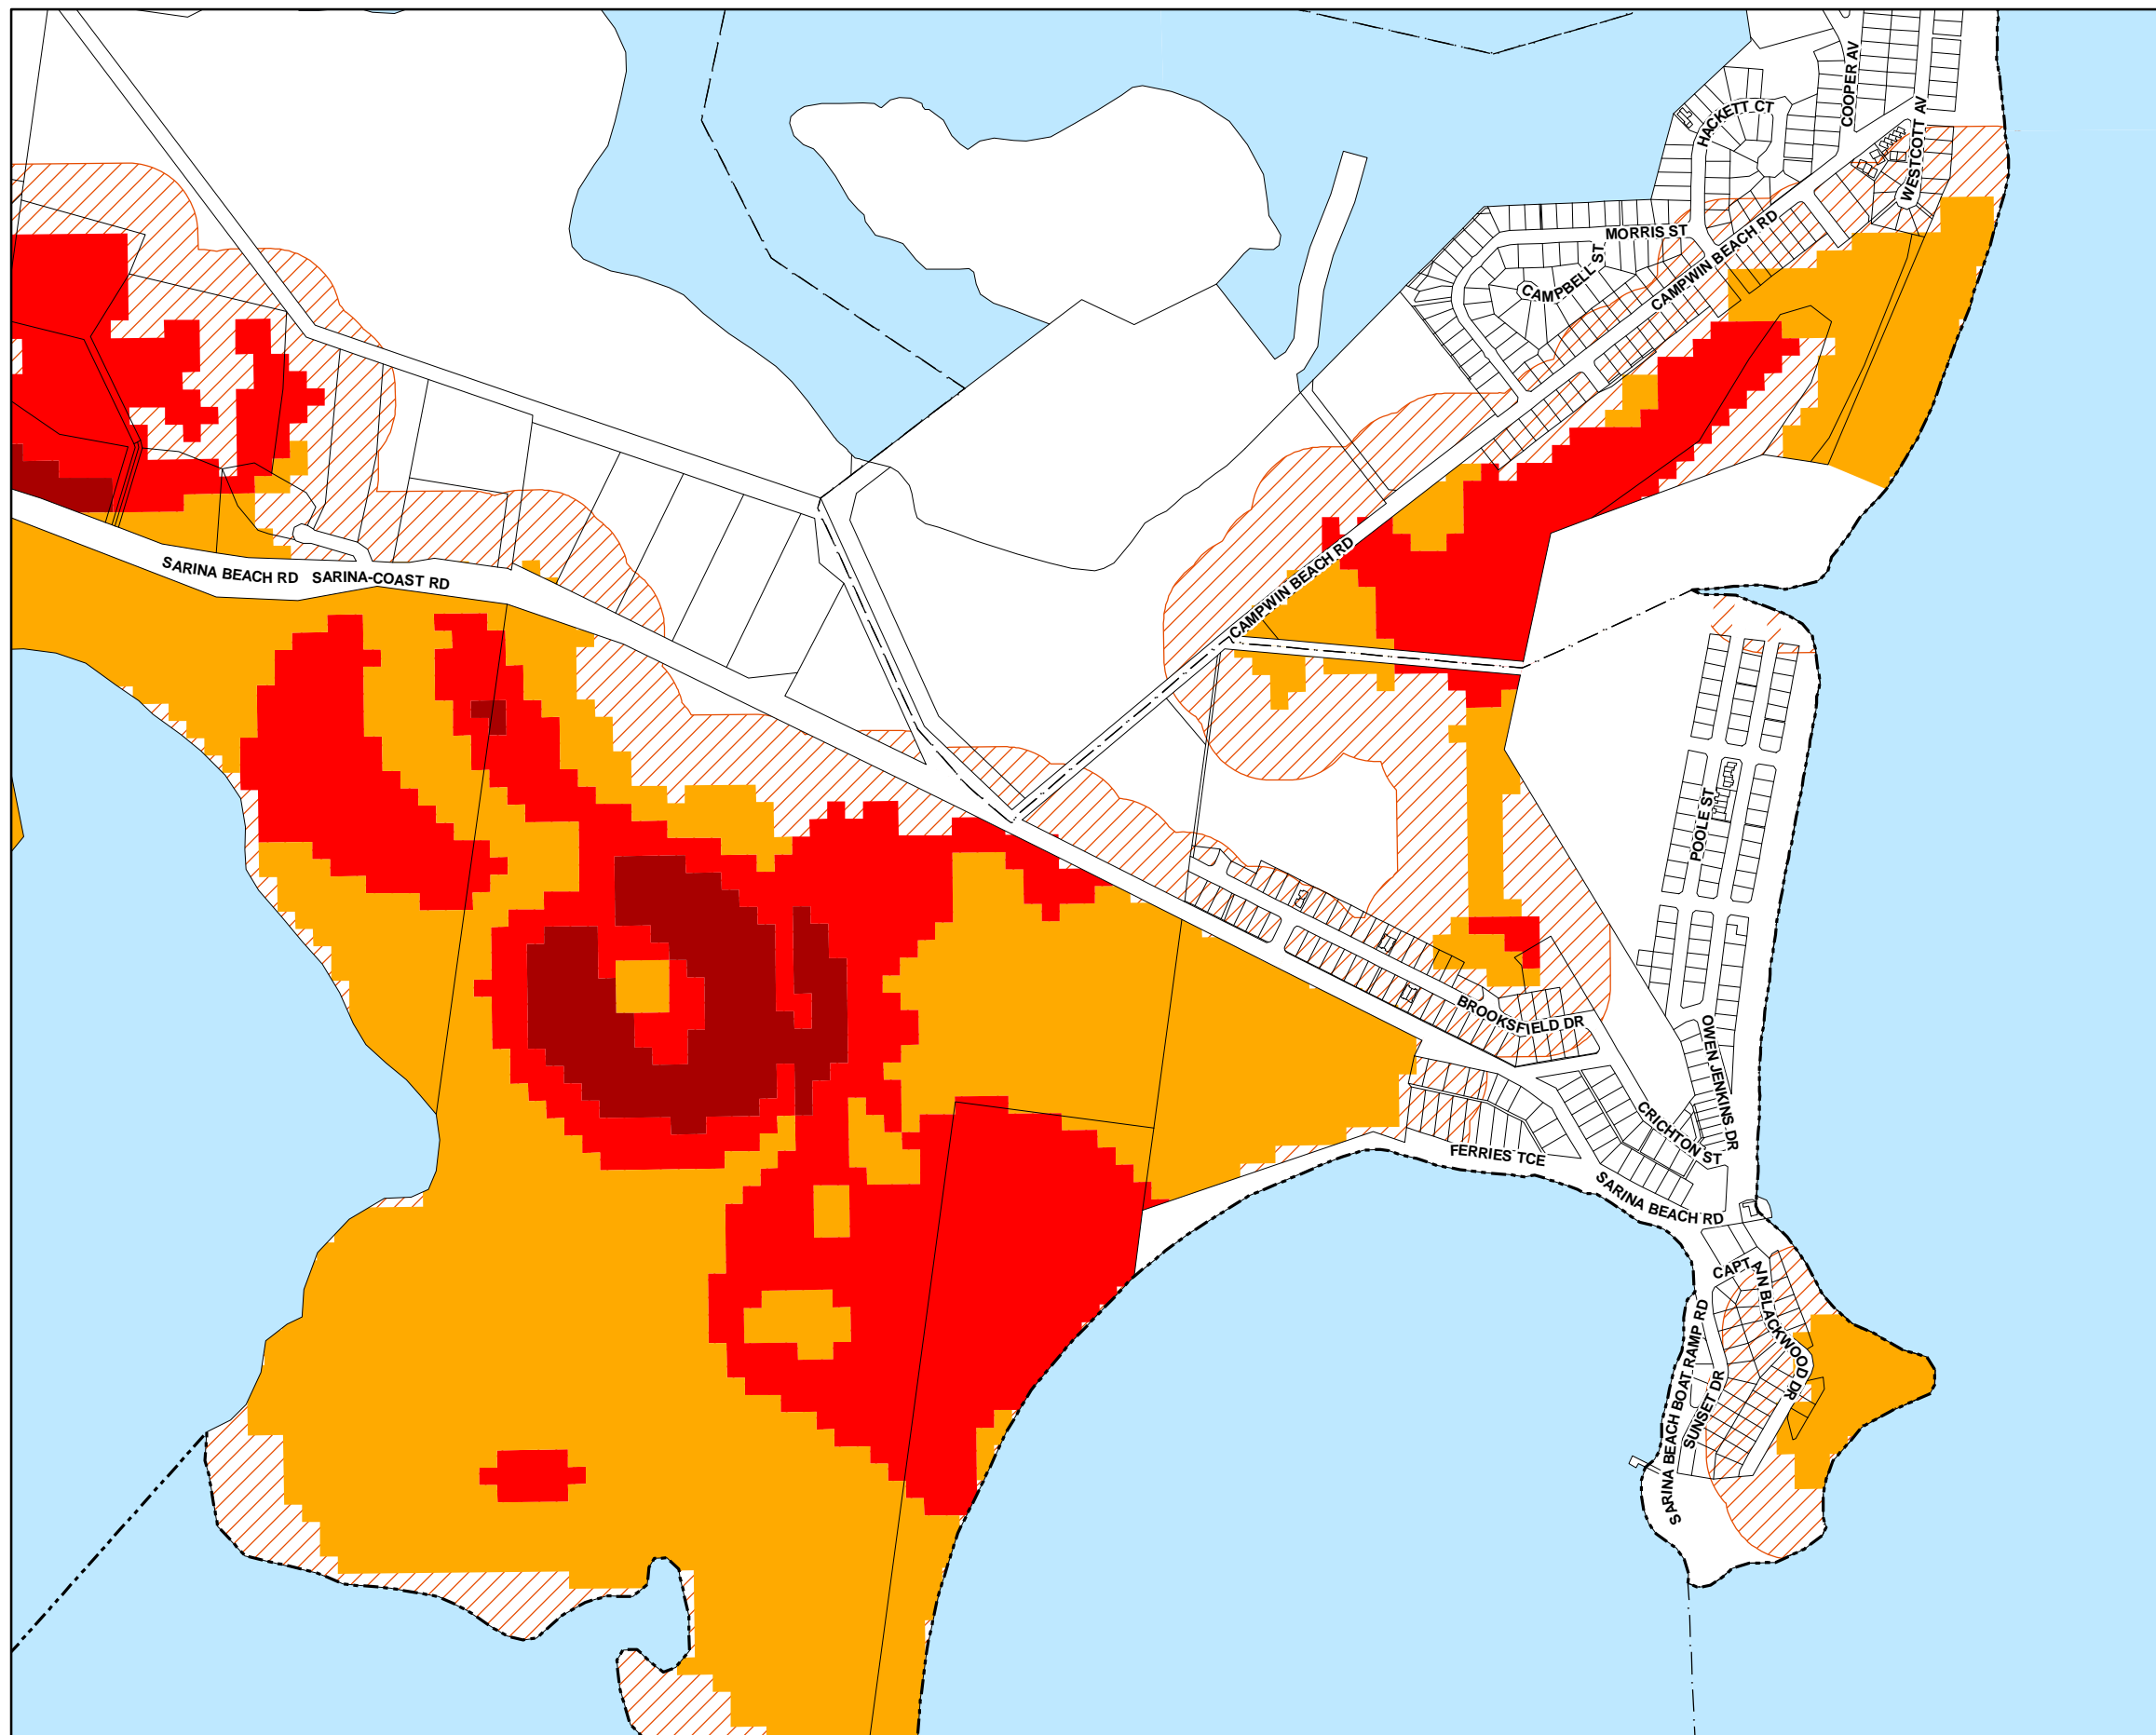 COOPER AV
HACKETT CT
WESTCOTT AV
MORRIS ST
CAMPBELL ST
CAMPWIN BEACH RD
SARINA BEACH RD
SARINA-COAST RD
CAMPWIN BEACH RD
POOLE ST
BROOKSFIELD DR
OWEN JENKINS DR
CRICHTON ST
FERRIES TCE
SARINA BEACH RD
CAPTAIN BLACKWOOD DR
SARINA BEACH BOAT RAMP RD
SUNSET DR